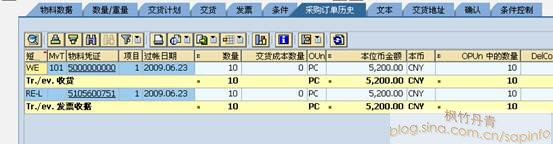 物料数据 数量/重量 交货计划 交货 发票 条件 采购订单历史 文本 交货地址 确认 条件控制
短 MvT 物料凭证 项目 过帐日期 数量 交货成本数量 OUn 本位币金额 本币 OPUn 中的数量 DelCo
WE 101 5000000000 1 2009.06.23 10 0 PC 5,200.00 CNY 10
Tr./ev. 收货 10 PC 5,200.00 CNY 10
RE-L 5105600751 1 2009.06.23 10 0 PC 5,200.00 CNY 10
Tr./ev. 发票收据 10 PC 5,200.00 CNY 10
枫竹丹青
blog.sina.com.cn/sapinfo